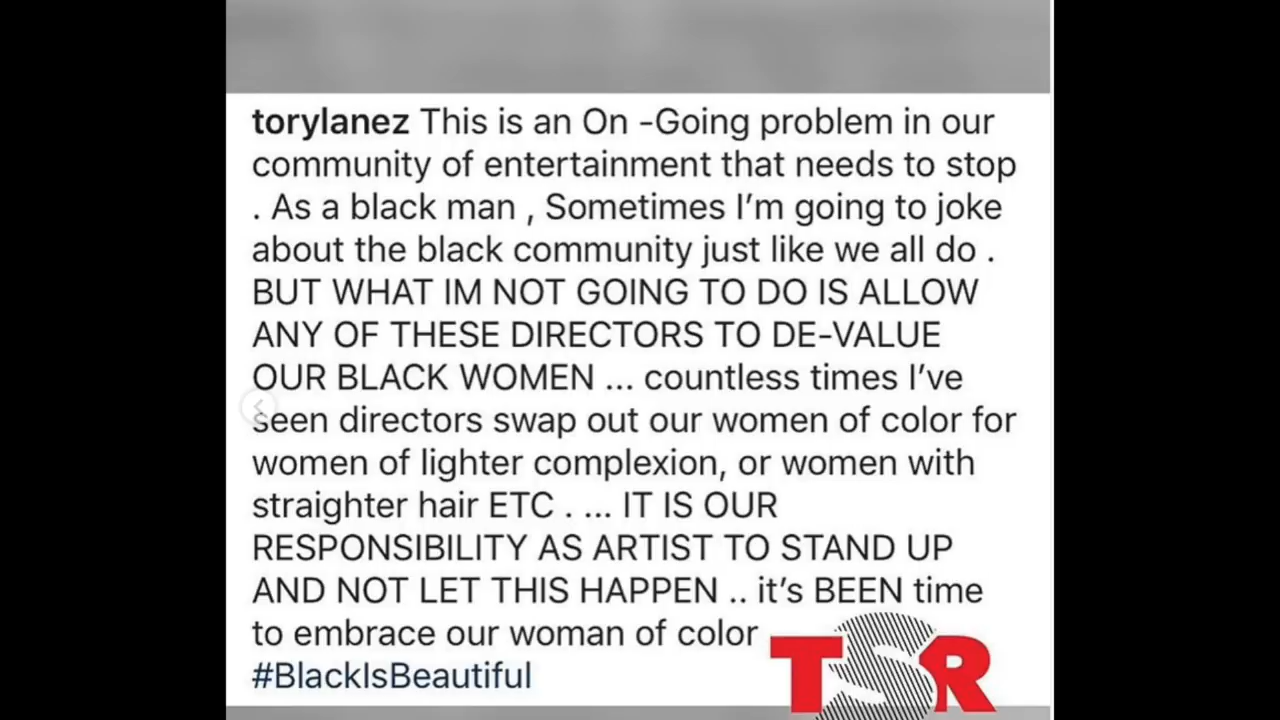 torylanez This is an On -Going problem in our
community of entertainment that needs to stop
. As a black man , Sometimes I’m going to joke
about the black community just like we all do .
BUT WHAT IM NOT GOING TO DO IS ALLOW
ANY OF THESE DIRECTORS TO DE-VALUE
OUR BLACK WOMEN ... countless times I’ve
seen directors swap out our women of color for
women of lighter complexion, or women with
straighter hair ETC . ... IT IS OUR
RESPONSIBILITY AS ARTIST TO STAND UP
AND NOT LET THIS HAPPEN .. it’s BEEN time
to embrace our woman of color
#BlackIsBeautiful
TSR